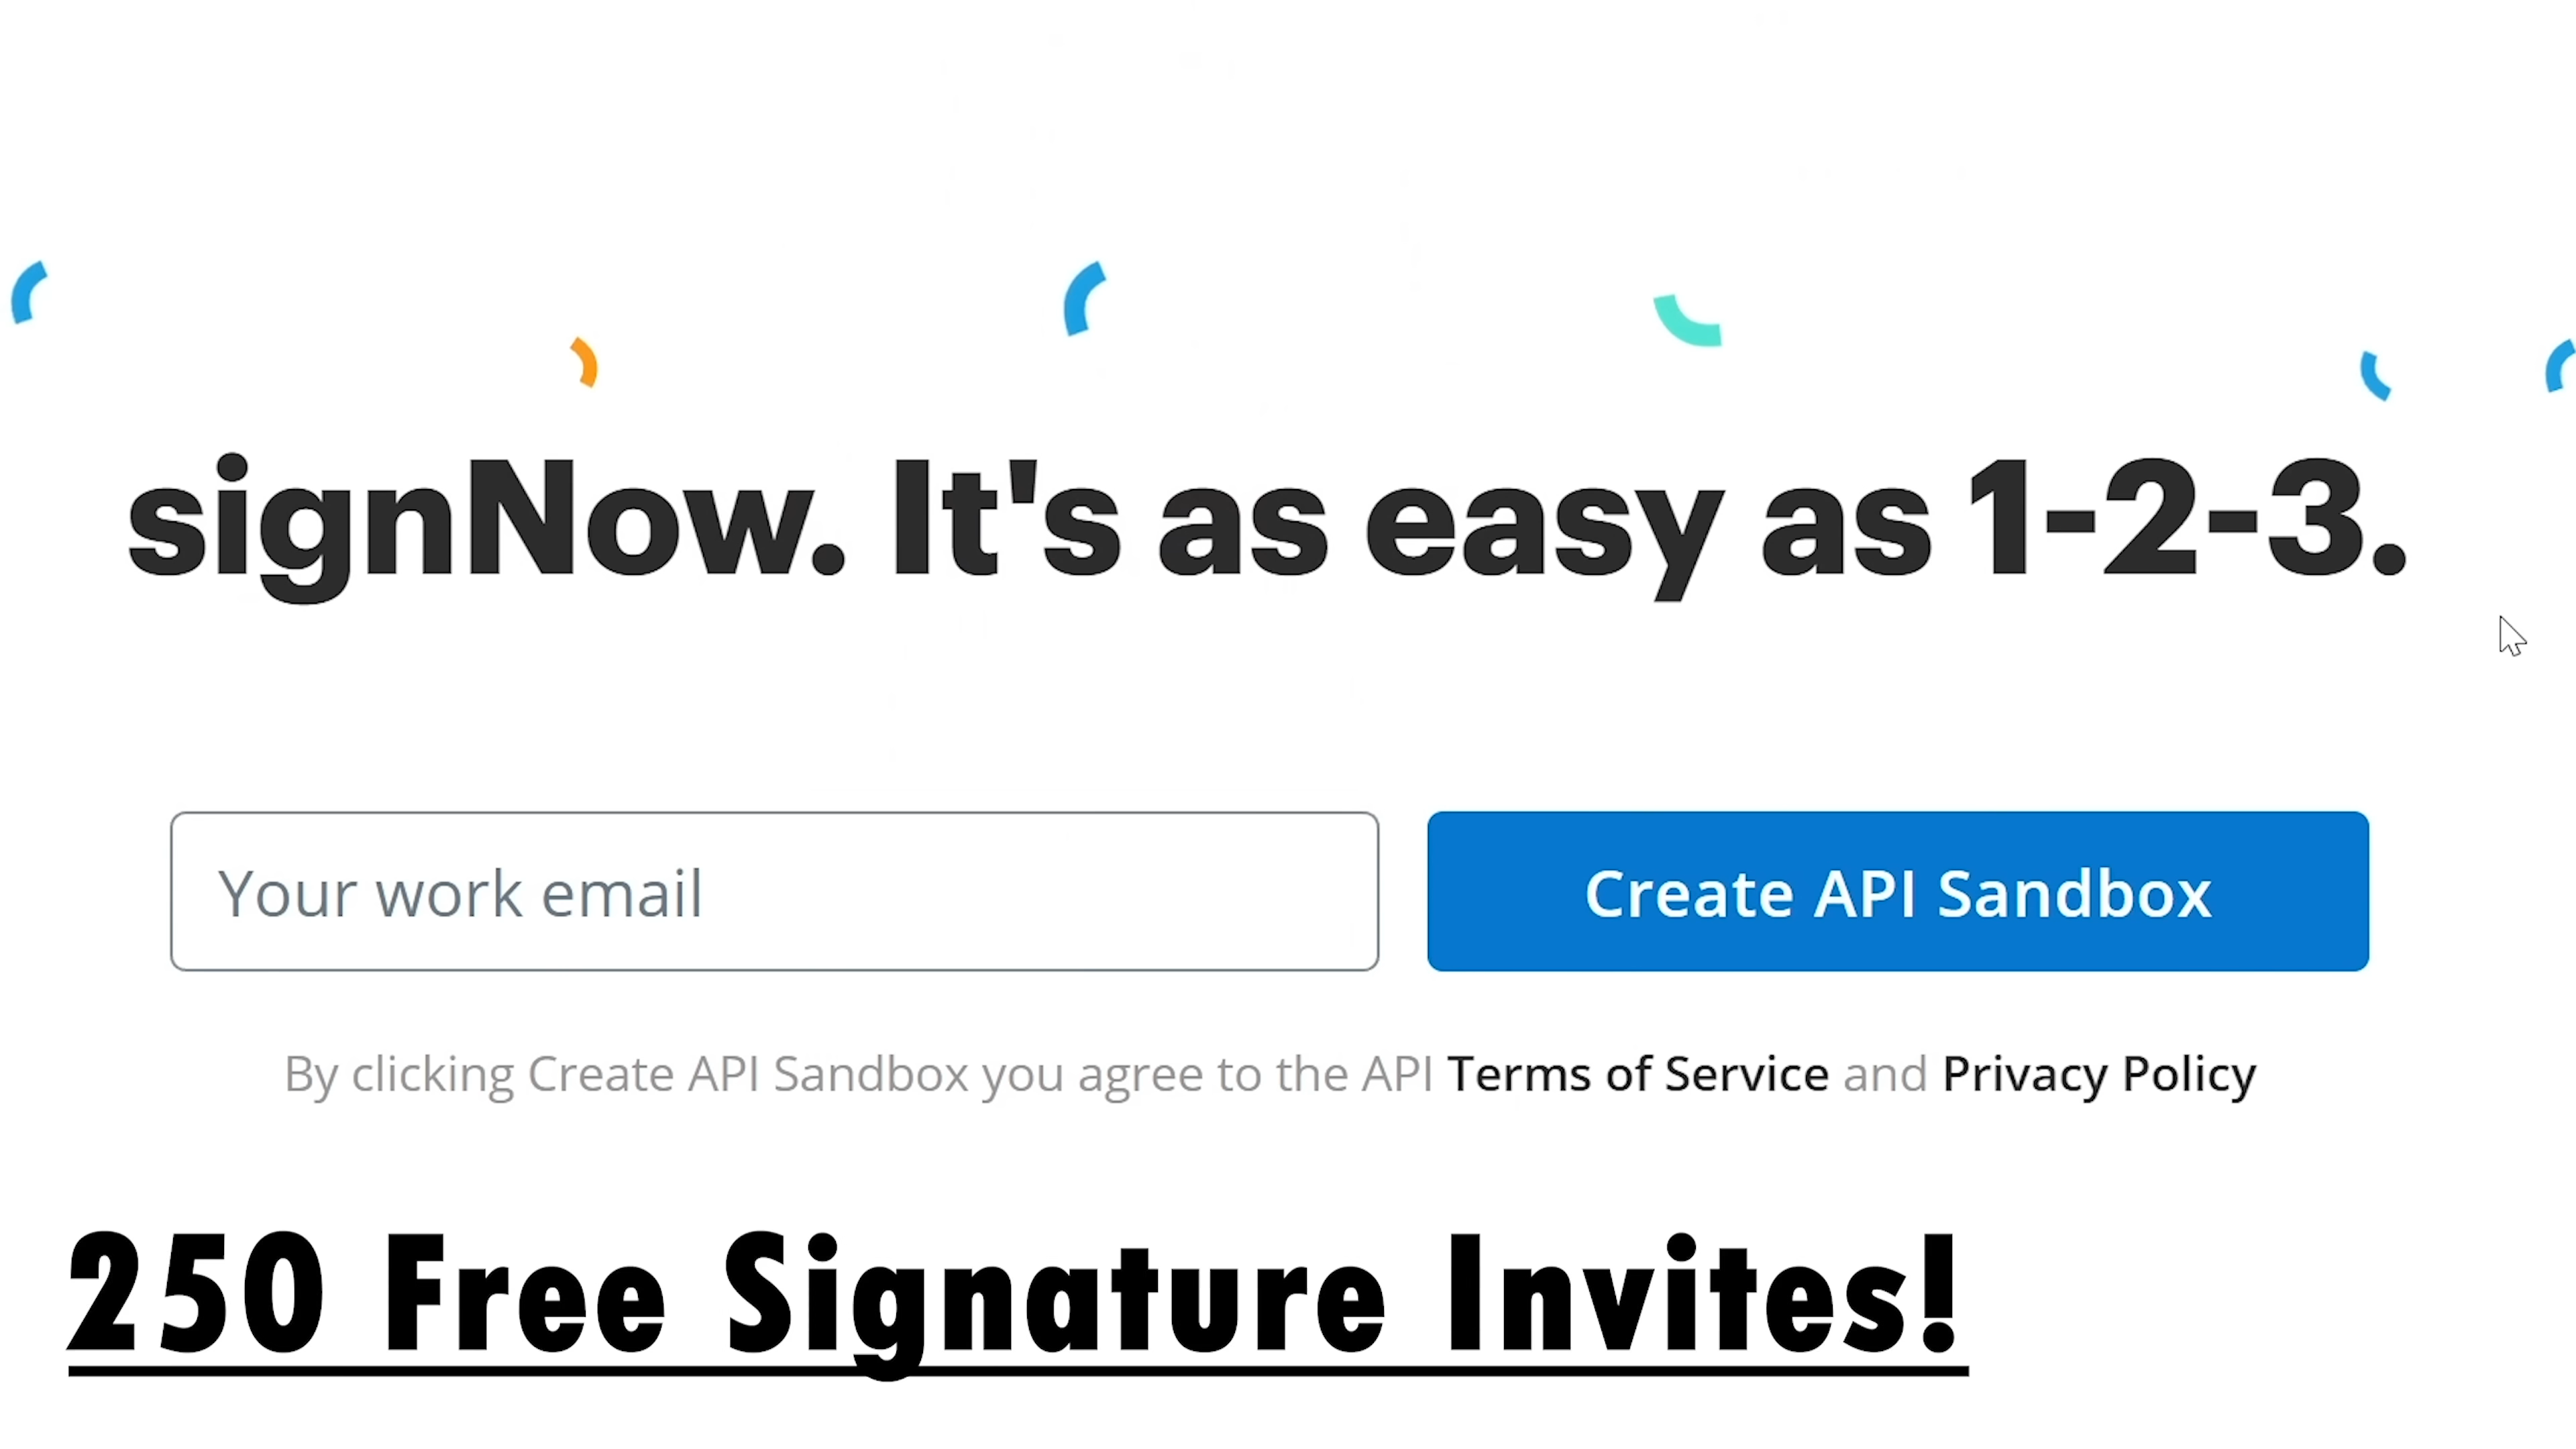 signNow. It's as easy as 1-2-3.
Your work email
Create API Sandbox
By clicking Create API Sandbox you agree to the API Terms of Service and Privacy Policy
250 Free Signature Invites!